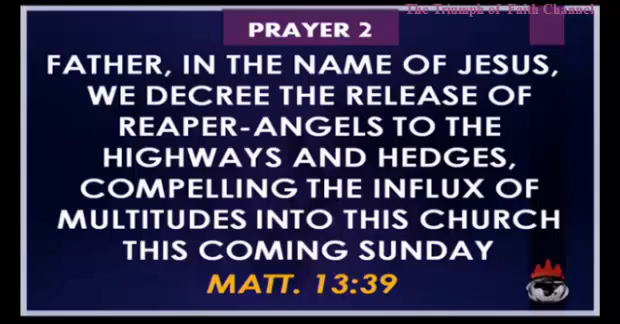 The Triumph of Faith Channel
PRAYER 2
FATHER, IN THE NAME OF JESUS,
WE DECREE THE RELEASE OF
REAPER-ANGELS TO THE
HIGHWAYS AND HEDGES,
COMPELLING THE INFLUX OF
MULTITUDES INTO THIS CHURCH
THIS COMING SUNDAY
MATT. 13:39